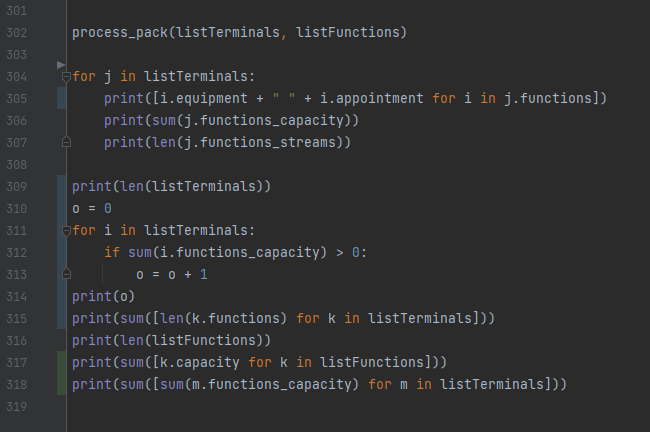 301
302 process_pack(listTerminals, listFunctions)
303
304 for j in listTerminals:
305     print([i.equipment + " " + i.appointment for i in j.functions])
306     print(sum(j.functions_capacity))
307     print(len(j.functions_streams))
308
309 print(len(listTerminals))
310 o = 0
311 for i in listTerminals:
312     if sum(i.functions_capacity) > 0:
313         o = o + 1
314 print(o)
315 print(sum([len(k.functions) for k in listTerminals]))
316 print(len(listFunctions))
317 print(sum([k.capacity for k in listFunctions]))
318 print(sum([sum(m.functions_capacity) for m in listTerminals]))
319